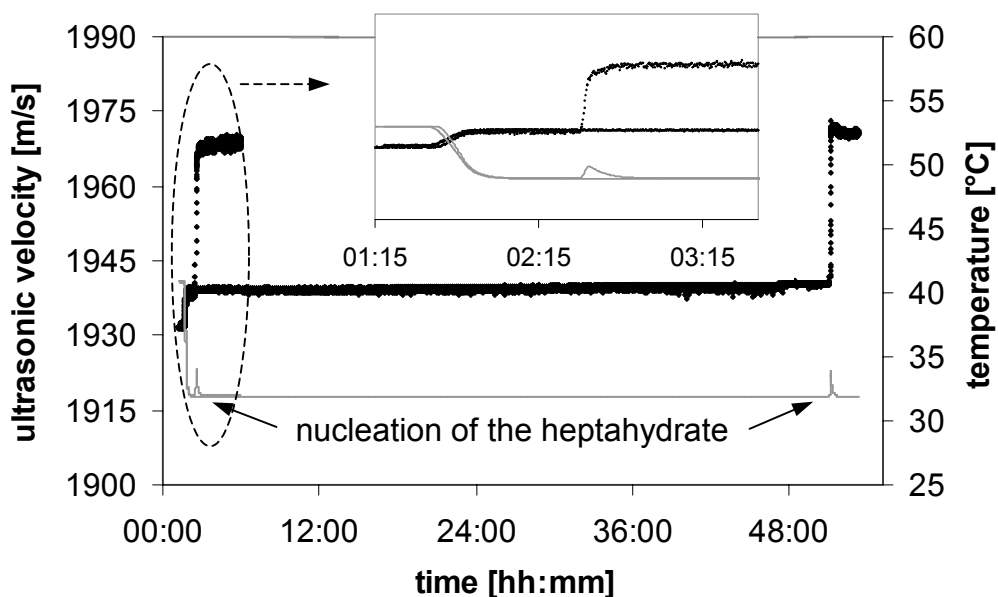 1990
1975
1960
1945
1930
1915
1900
ultrasonic velocity [m/s]
01:15 02:15 03:15
60
55
50
45
40
35
30
25
temperature [°C]
nucleation of the heptahydrate
00:00 12:00 24:00 36:00 48:00
time [hh:mm]